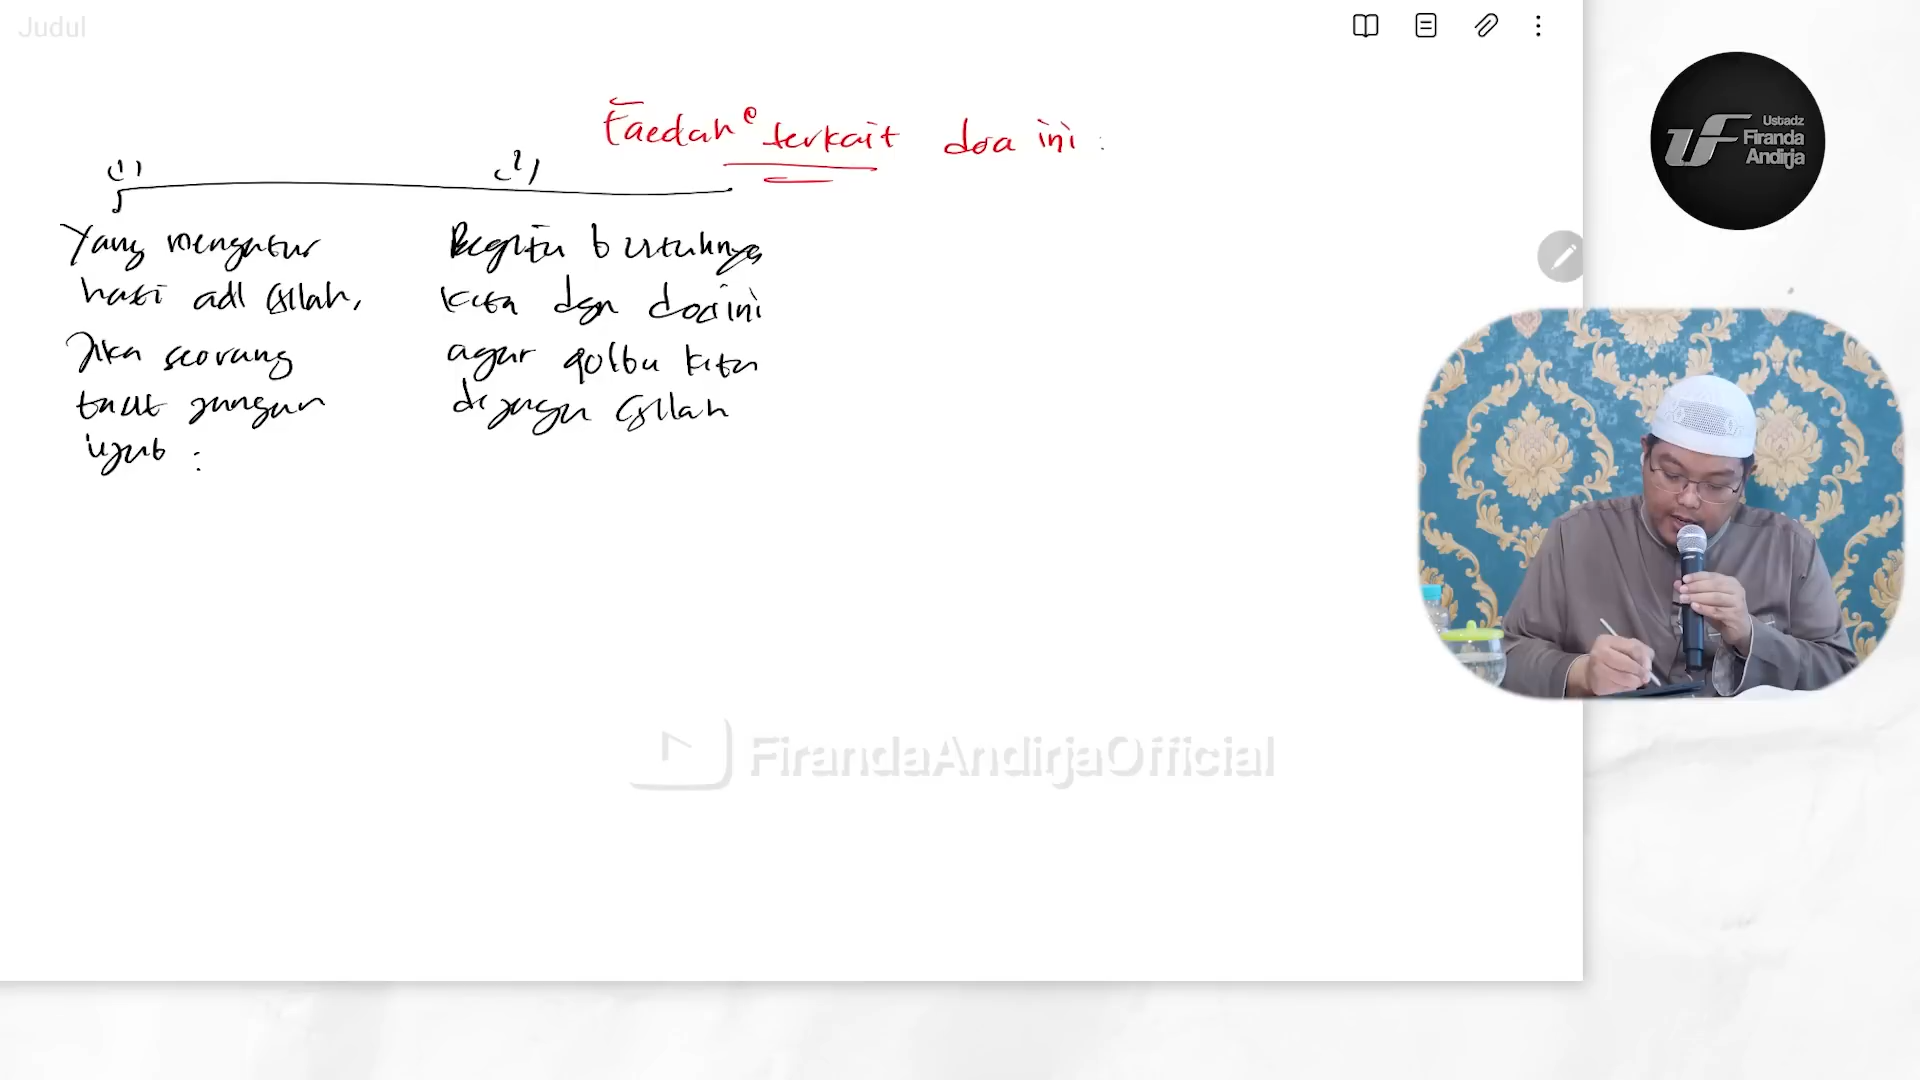 Judul
Faedah² terkait doa ini :
(1)
(2)
Yang mengatur
hati adl Allah,
Jika seorang
taat jangan
ujub :
Begitu butuhnya
kita dgn doa ini
agar qolbu kita
dijaga Allah
Ustadz
Firanda
Andirja
FirandaAndirjaOfficial